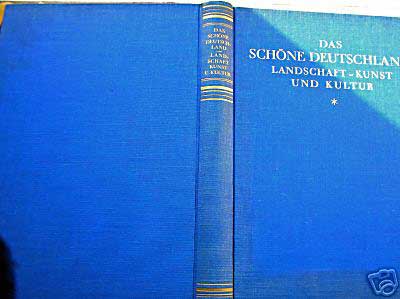 DAS
SCHÖNE
DEUTSCH-
LAND
LAND-
SCHAFT
KUNST
U. KULTUR
DAS
SCHÖNE DEUTSCHLAN
LANDSCHAFT - KUNST
UND KULTUR
*